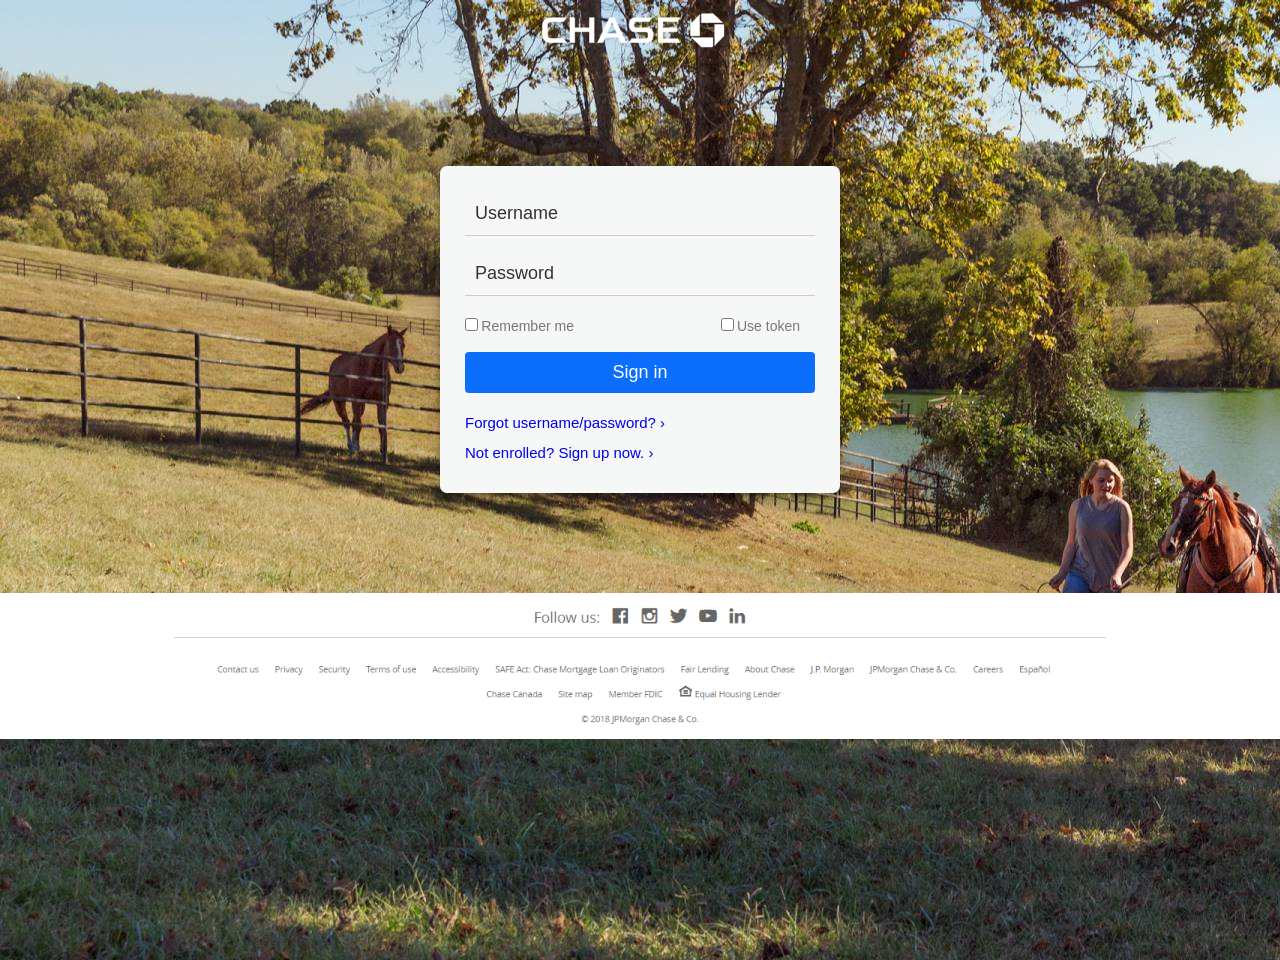 CHASE
Username
Password
Remember me Use token
Sign in
Forgot username/password? ›
Not enrolled? Sign up now. ›
Follow us:
Contact us Privacy Security Terms of use Accessibility SAFE Act: Chase Mortgage Loan Originators Fair Lending About Chase J.P. Morgan JPMorgan Chase & Co. Careers Español
Chase Canada Site map Member FDIC Equal Housing Lender
© 2018 JPMorgan Chase & Co.